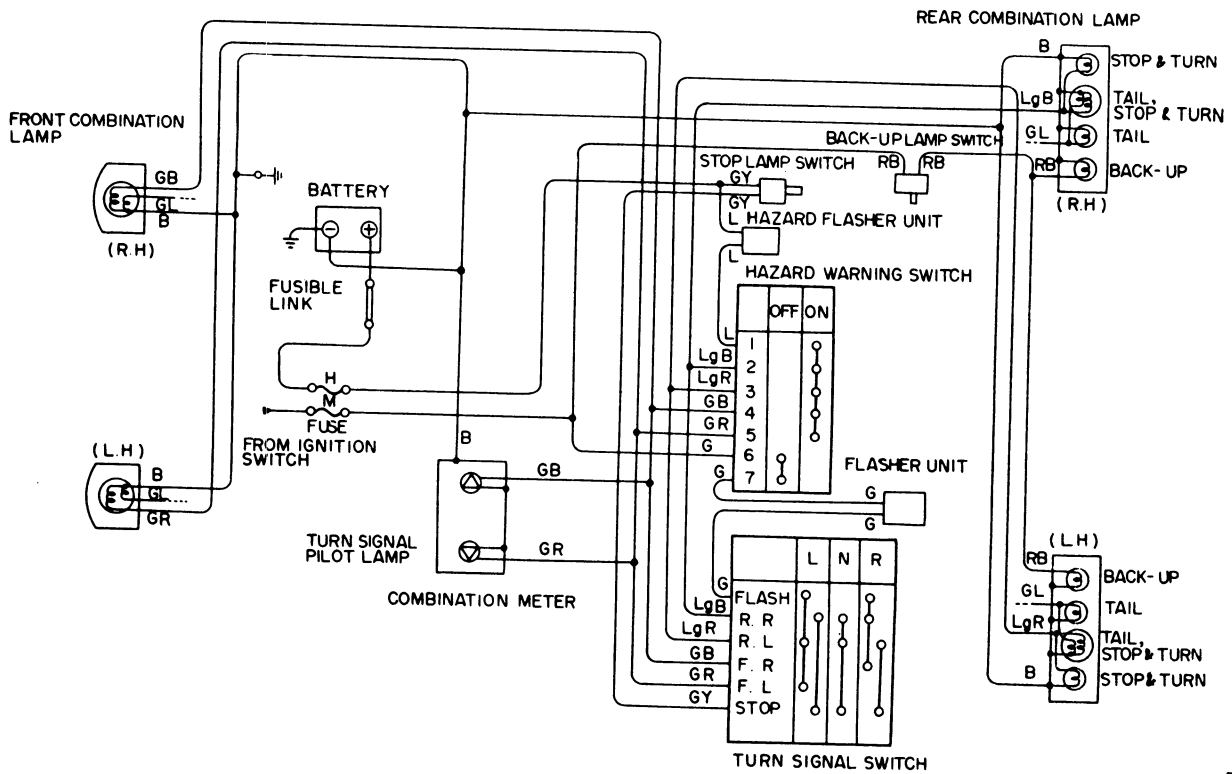 REAR COMBINATION LAMP
B
STOP & TURN
LgB
TAIL,
STOP & TURN
GL
TAIL
RB
BACK-UP
(R.H)
FRONT COMBINATION
LAMP
GB
GL
B
(R.H)
BATTERY
FUSIBLE
LINK
H
M
FUSE
FROM IGNITION
SWITCH
BACK-UP LAMP SWITCH
RB
RB
STOP LAMP SWITCH
GY
GY
L
HAZARD FLASHER UNIT
L
HAZARD WARNING SWITCH
OFF
ON
L
1
LgB
2
LgR
3
GB
4
GR
5
G
6
G
7
FLASHER UNIT
G
G
(L.H)
B
GL
GR
B
GB
TURN SIGNAL
PILOT LAMP
GR
COMBINATION METER
L
N
R
G
FLASH
LgB
R. R
LgR
R. L
GB
F. R
GR
F. L
GY
STOP
TURN SIGNAL SWITCH
(L.H)
RB
BACK-UP
GL
TAIL
LgR
TAIL,
STOP & TURN
B
STOP & TURN